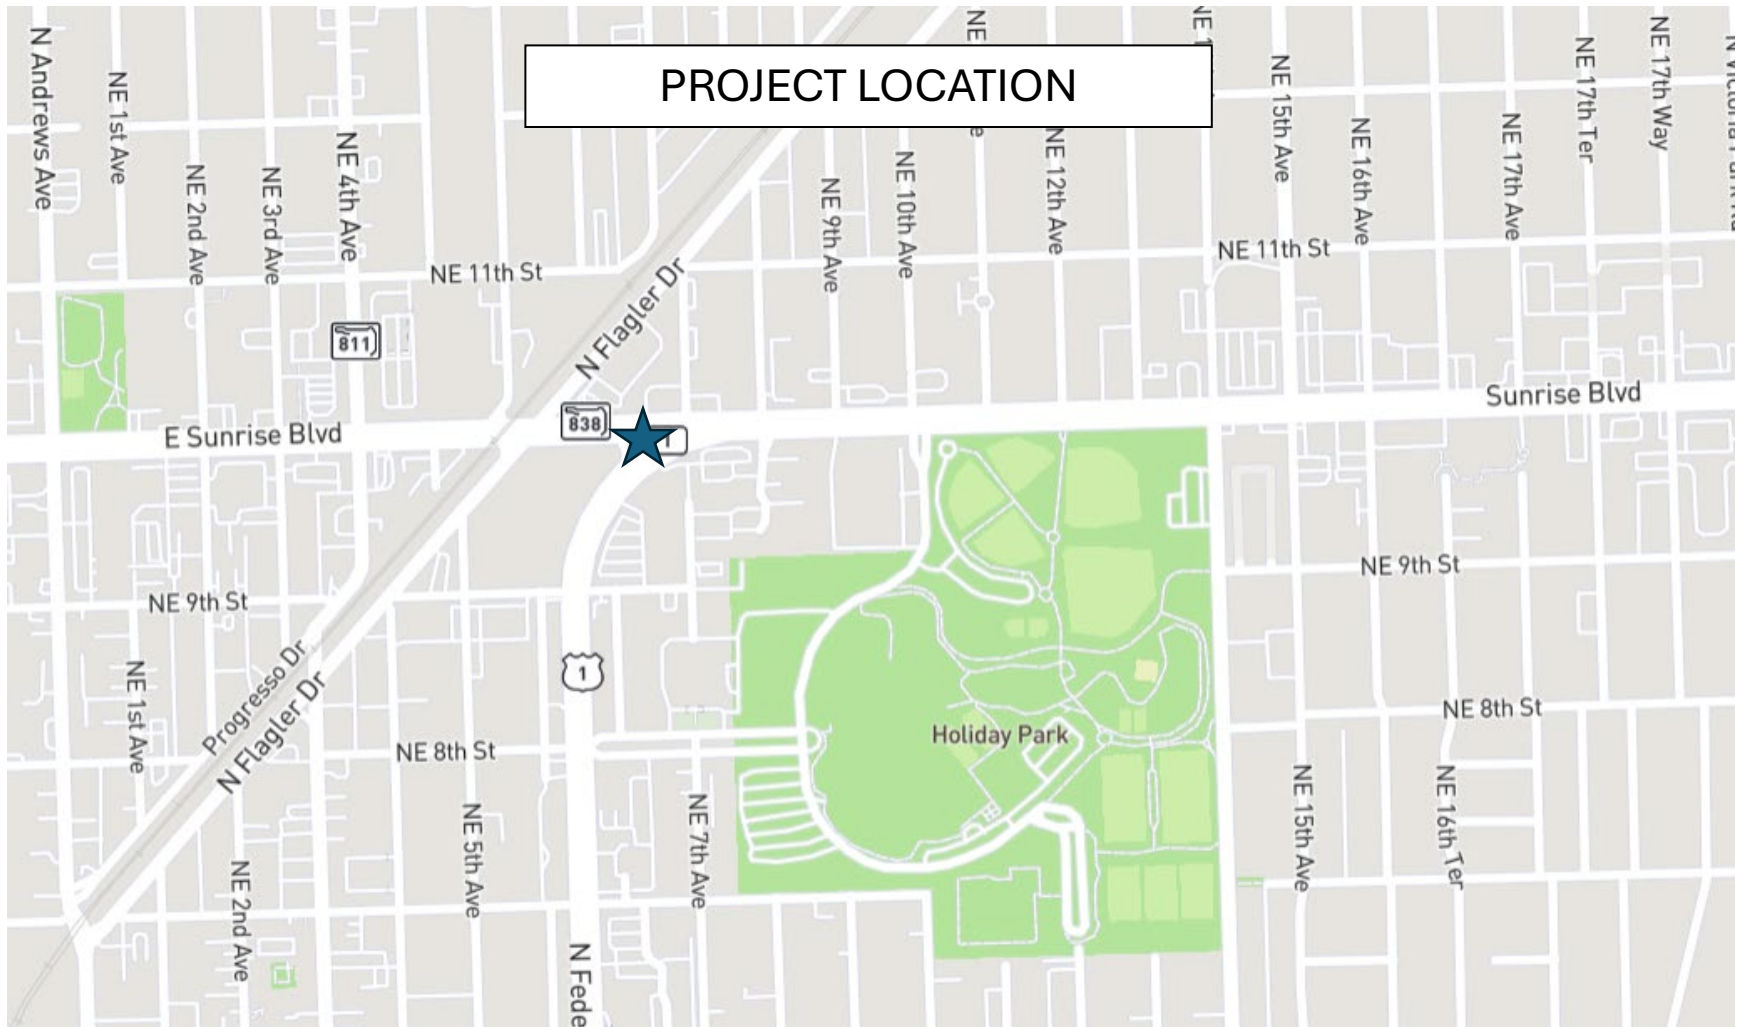 PROJECT LOCATION
N Andrews Ave
NE 1st Ave
NE 2nd Ave
NE 3rd Ave
NE 4th Ave
NE
NE 9th Ave
NE 10th Ave
NE 12th Ave
NE 15th Ave
NE 16th Ave
NE 17th Ave
NE 17th Ter
NE 17th Way
NE 11th St
NE 11th St
N Flagler Dr
811
838
1
E Sunrise Blvd
Sunrise Blvd
NE 9th St
NE 9th St
Progresso Dr
N Flagler Dr
1
NE 1st Ave
NE 8th St
NE 8th St
Holiday Park
NE 2nd Ave
NE 5th Ave
NE 7th Ave
NE 15th Ave
NE 16th Ter
N Fede